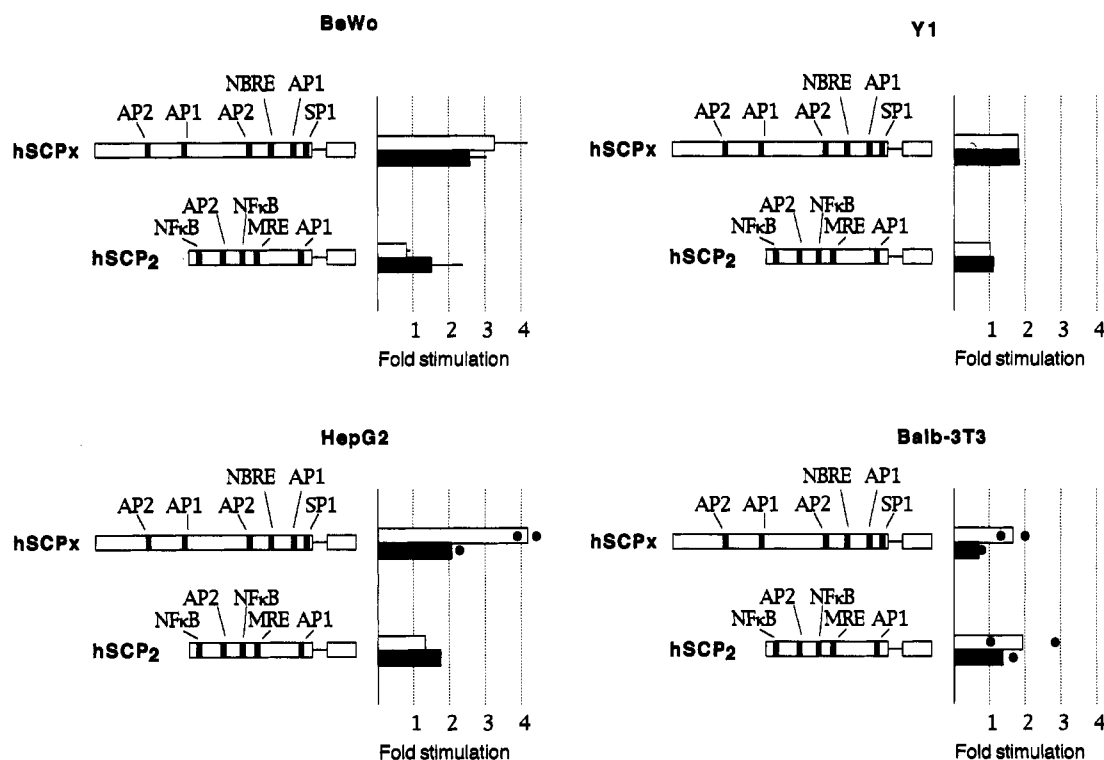 BeWo
NBRE AP1
AP2 AP1 AP2 SP1
hSCPx
AP2 NFκB
NFκB MRE AP1
hSCP2
1 2 3 4
Fold stimulation
Y1
NBRE AP1
AP2 AP1 AP2 SP1
hSCPx
AP2 NFκB
NFκB MRE AP1
hSCP2
1 2 3 4
Fold stimulation
HepG2
NBRE AP1
AP2 AP1 AP2 SP1
hSCPx
AP2 NFκB
NFκB MRE AP1
hSCP2
1 2 3 4
Fold stimulation
Balb-3T3
NBRE AP1
AP2 AP1 AP2 SP1
hSCPx
AP2 NFκB
NFκB MRE AP1
hSCP2
1 2 3 4
Fold stimulation